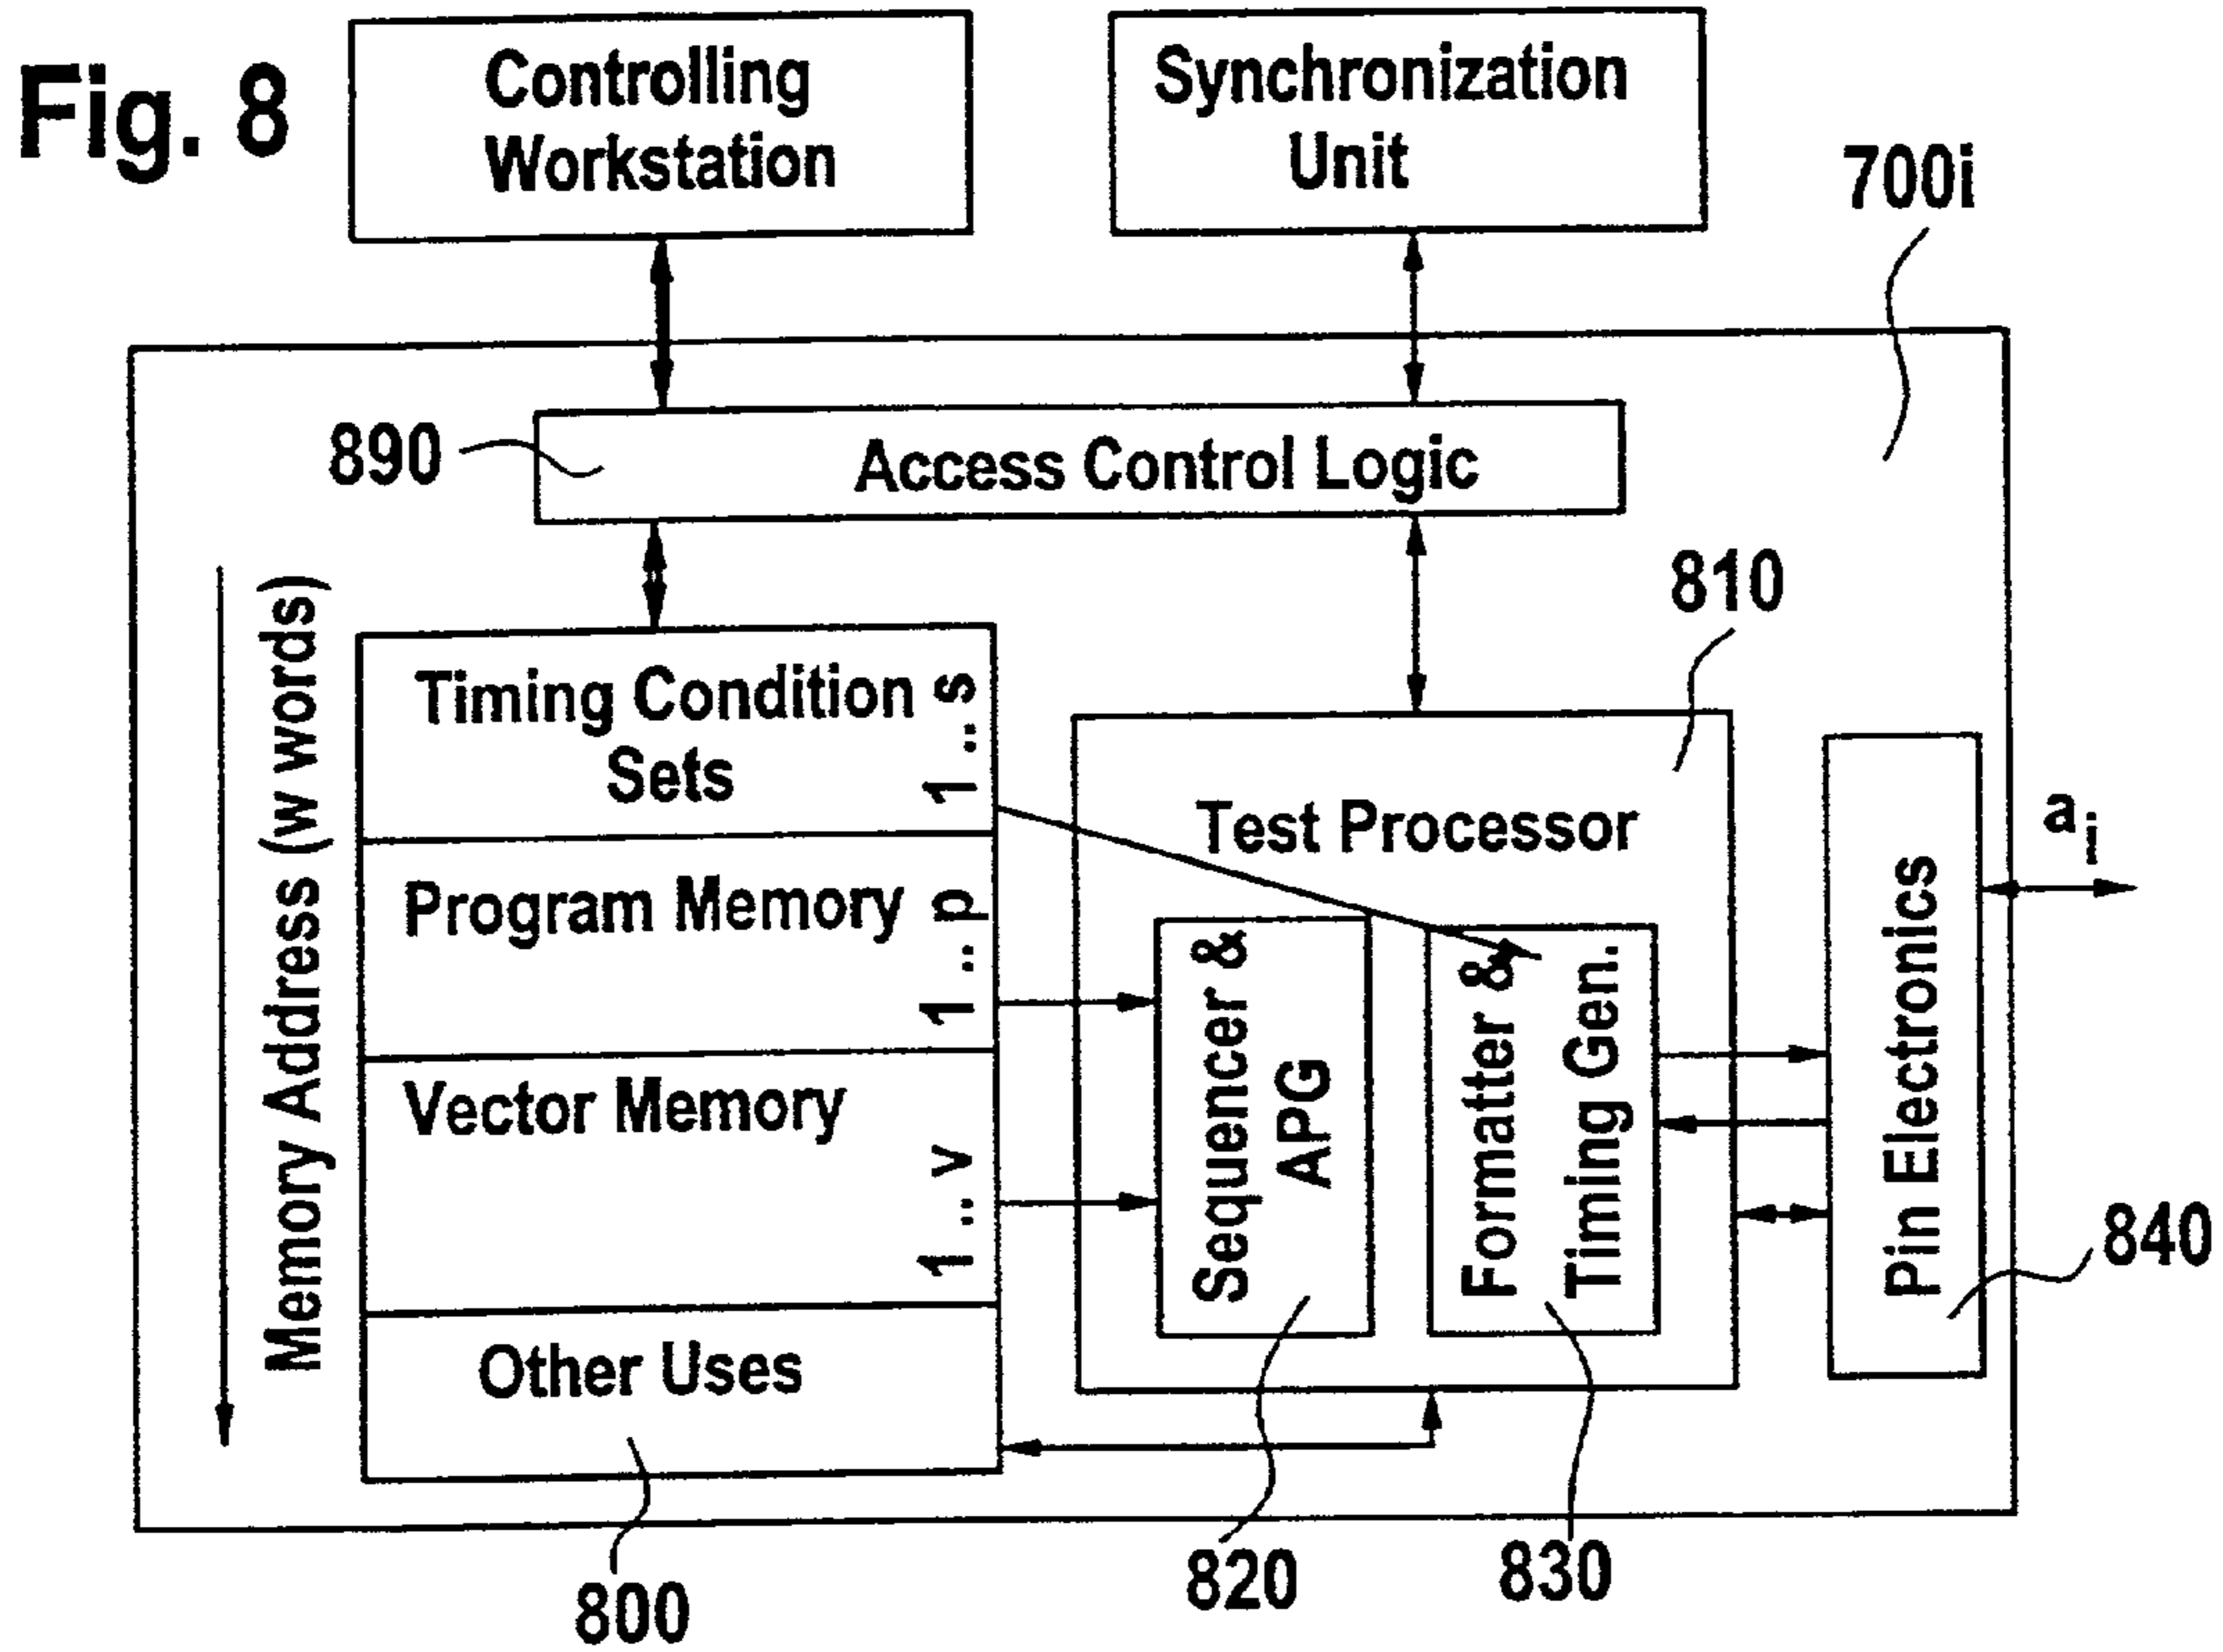 Fig. 8
Controlling
Workstation
Synchronization
Unit
700i
890
Access Control Logic
810
Memory Address (w words)
Timing Condition
Sets
1..s
Program Memory
1..p
Vector Memory
1..v
Other Uses
Test Processor
Sequencer &
APG
Formatter &
Timing Gen.
Pin Electronics
ai
840
800
820
830